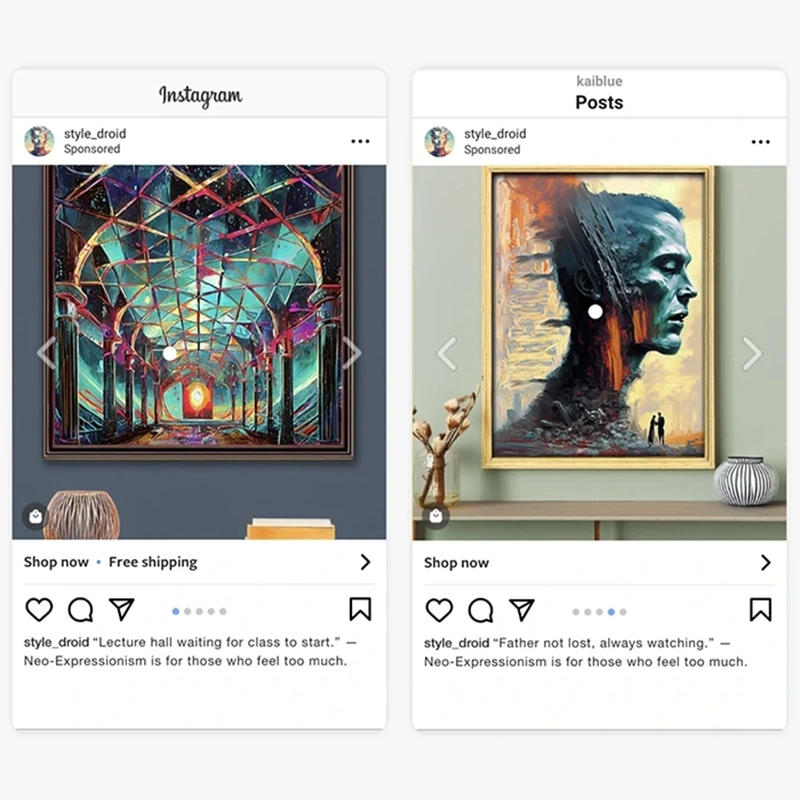 Instagram
style_droid
Sponsored
Shop now • Free shipping
style_droid “Lecture hall waiting for class to start.” —
Neo-Expressionism is for those who feel too much.
kaiblue
Posts
style_droid
Sponsored
Shop now
style_droid “Father not lost, always watching.” —
Neo-Expressionism is for those who feel too much.